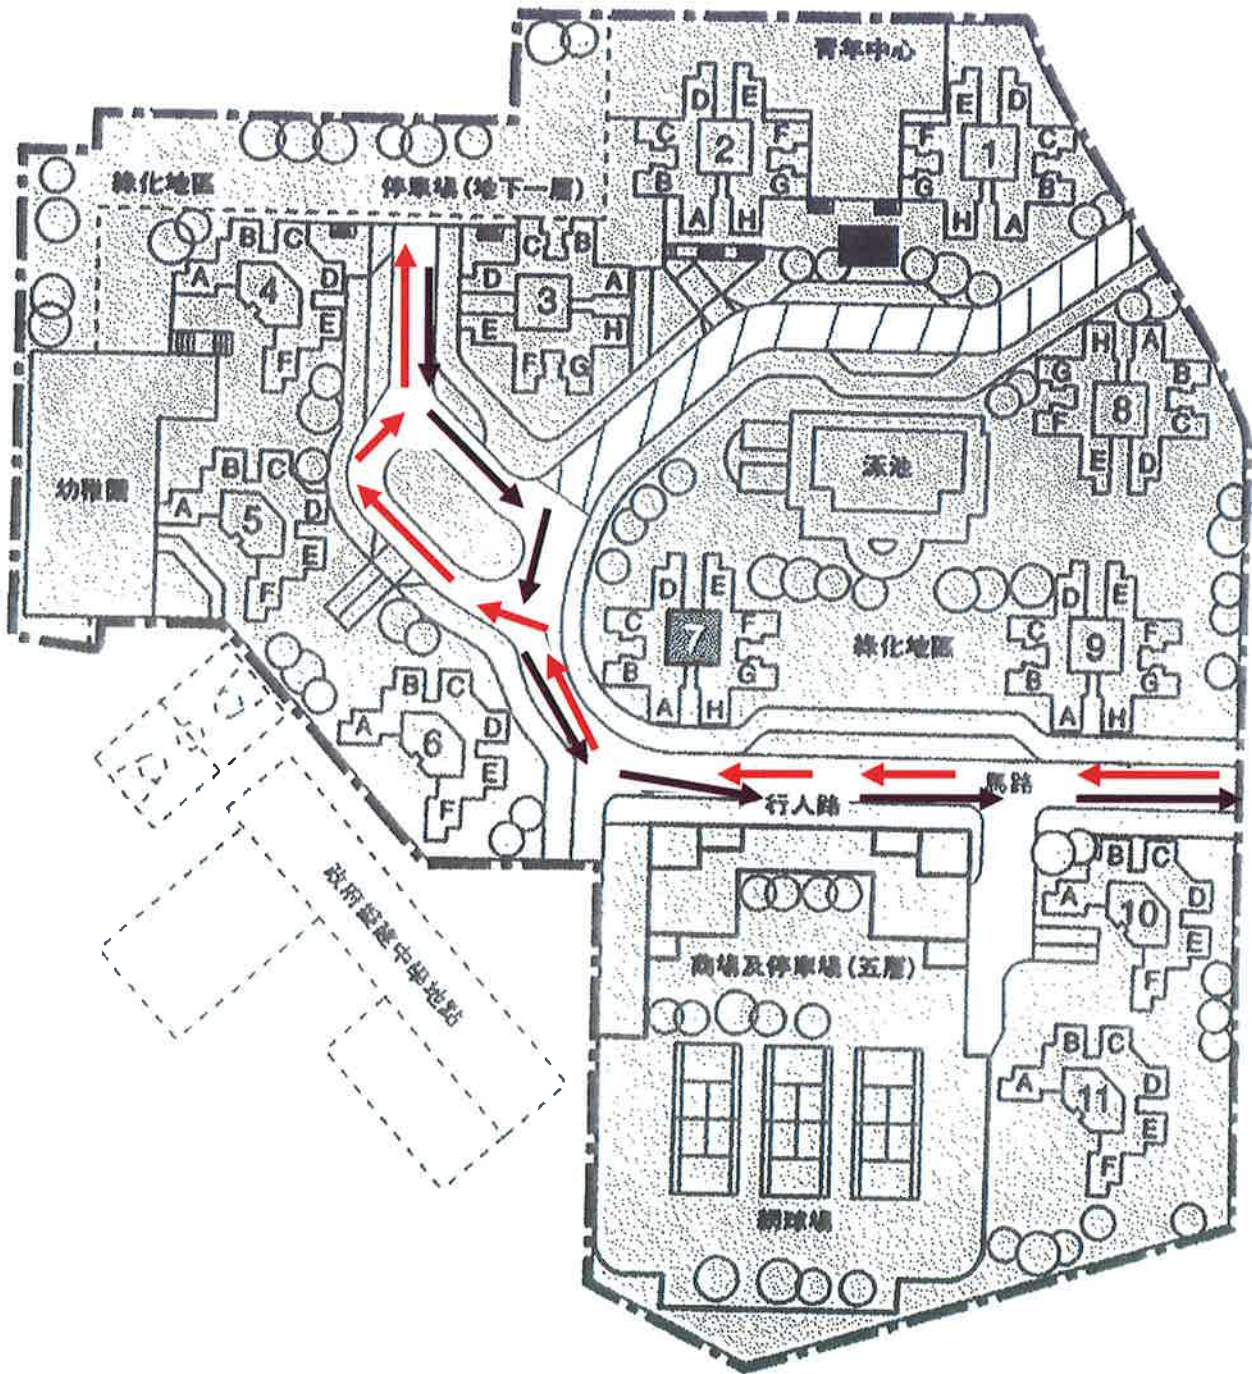 青年中心
D E
C 2 F
B G
A H
E D
F 1 C
G B
H A
綠化地區
停車場(地下一層)
B C
A 4 D
E
F
C B
D 3 A
E H
F G
H A
G B
F 8 C
E D
泳池
幼稚園
B C
A 5 D
E
F
D E
C 7 F
B G
A H
綠化地區
D E
C 9 F
B G
A H
B C
A 6 D
E
F
馬路
行人路
B C
A 10 D
E
F
商場及停車場(五層)
B C
A 11 D
E
F
網球場
政府擬建中學地點